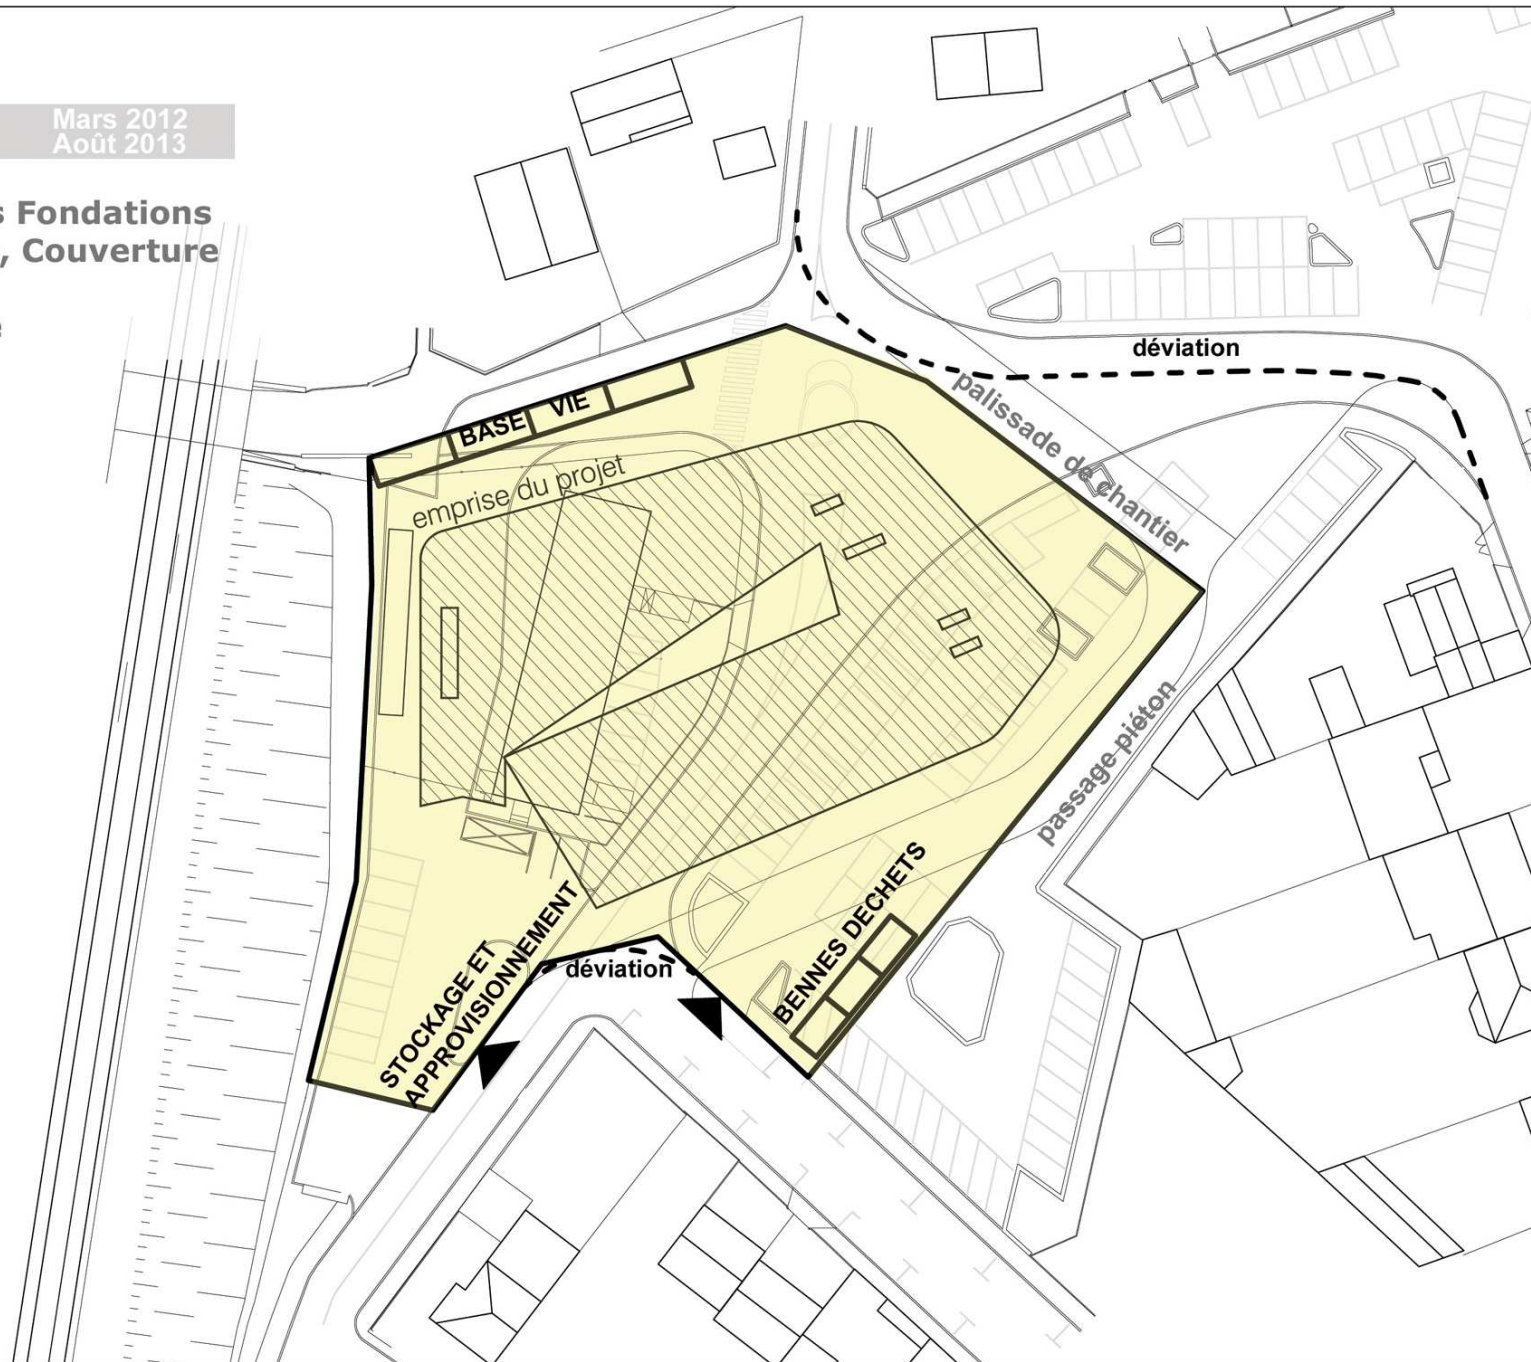 Mars 2012
Août 2013
s Fondations
, Couverture
e
déviation
palissade de chantier
BASE VIE
emprise du projet
passage piéton
BENNES DECHETS
STOCKAGE ET
APPROVISIONNEMENT
déviation